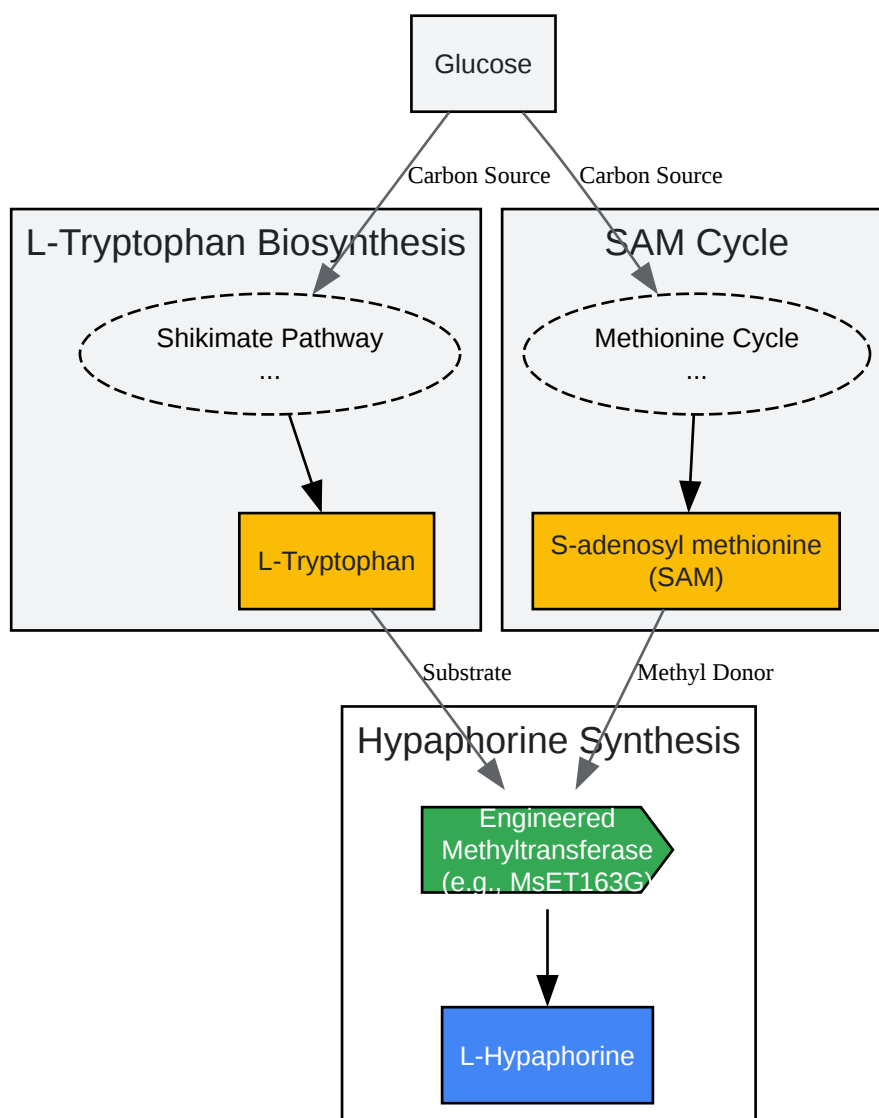 Glucose
Carbon Source
Carbon Source
L-Tryptophan Biosynthesis
SAM Cycle
Shikimate Pathway
...
Methionine Cycle
...
L-Tryptophan
S-adenosyl methionine
(SAM)
Substrate
Methyl Donor
Hypaphorine Synthesis
Engineered
Methyltransferase
(e.g., MsET163G)
L-Hypaphorine